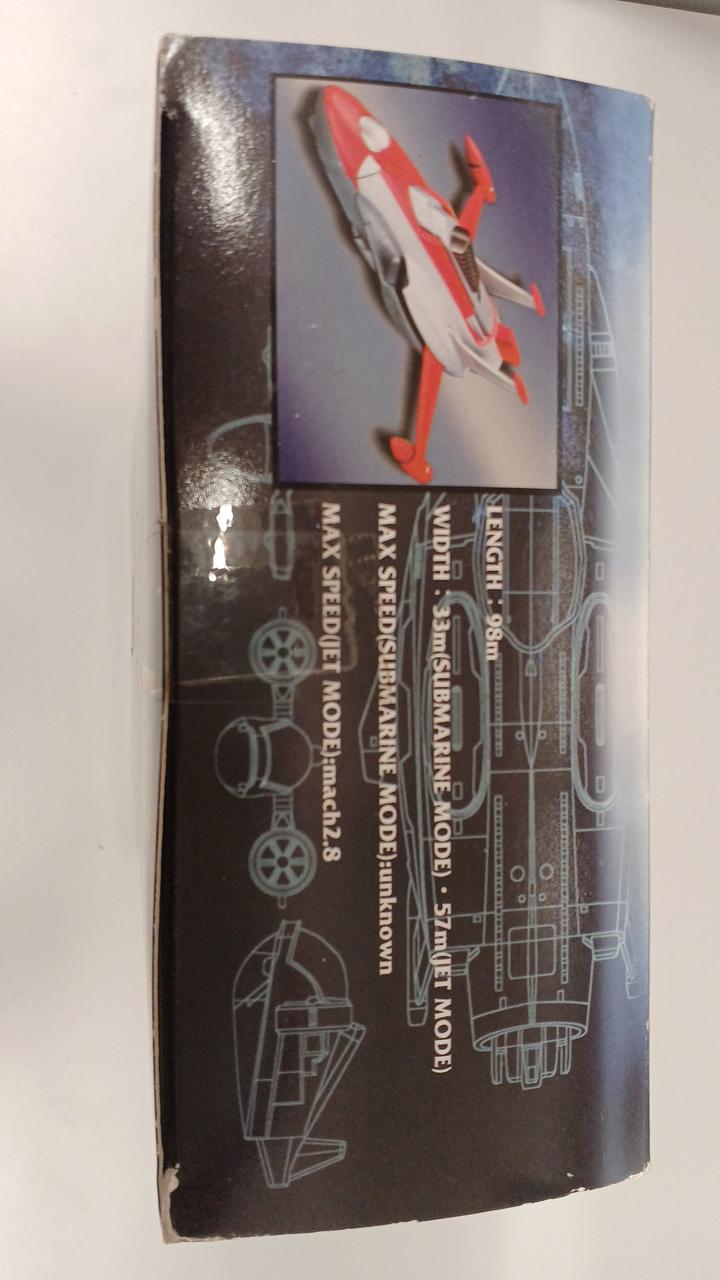 LENGTH : 98m
WIDTH : 33m(SUBMARINE MODE)・57m(JET MODE)
MAX SPEED(SUBMARINE MODE):unknown
MAX SPEED(JET MODE):mach2.8